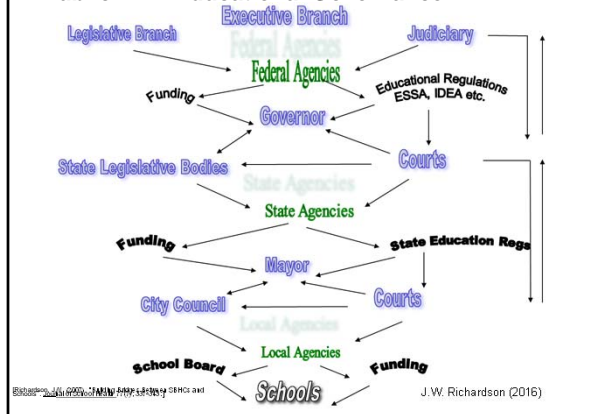 Executive Branch
Legislative Branch
Judiciary
Federal Agencies
Federal Agencies
Funding
Educational Regulations
ESSA, IDEA etc.
Governor
State Legislative Bodies
Courts
State Agencies
State Agencies
Funding
State Education Regs
Mayor
City Council
Courts
Local Agencies
Local Agencies
School Board
Funding
Schools
J.W. Richardson (2016)